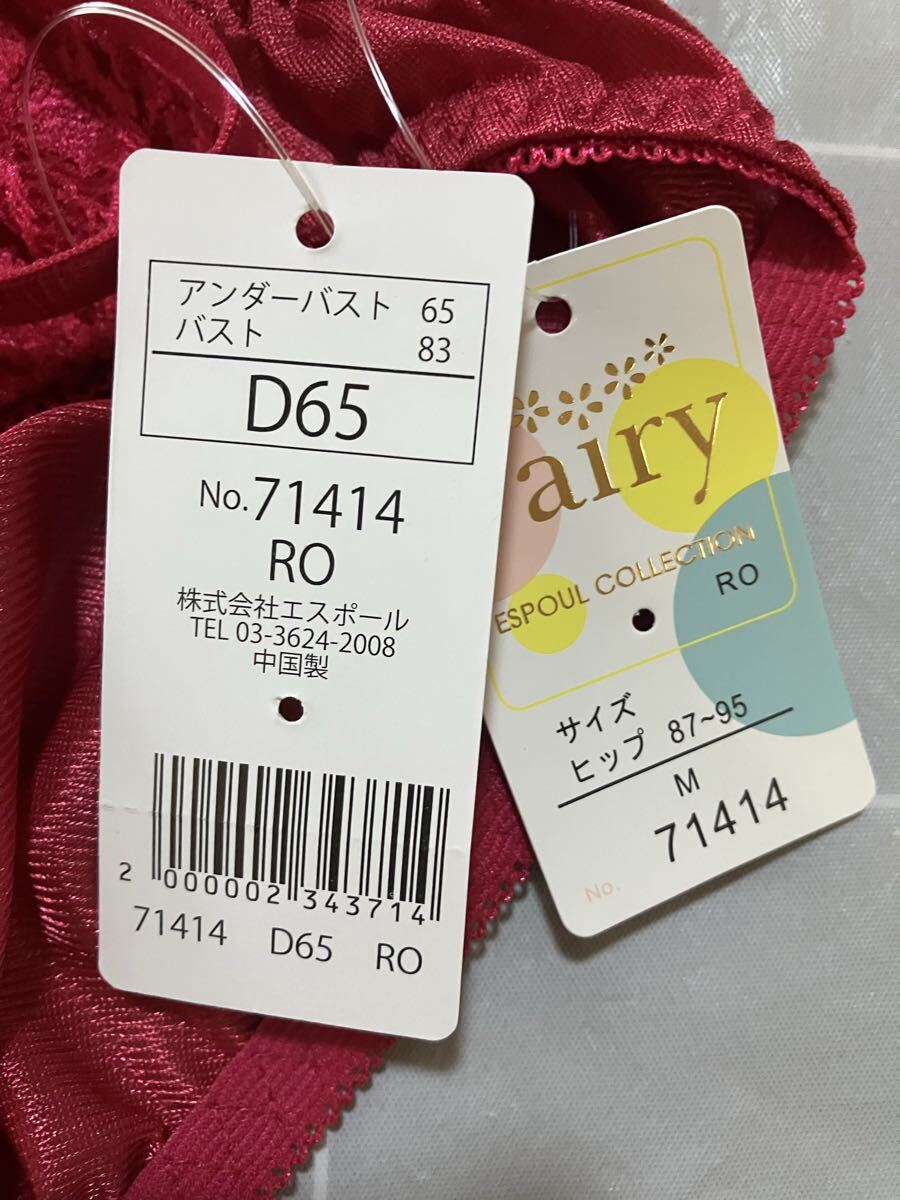 アンダーバスト 65
バスト 83
D65
No.71414
RO
株式会社エスポール
TEL 03-3624-2008
中国製
2 000002 343714
71414 D65 RO
airy
ESPOUL COLLECTION
RO
サイズ
ヒップ 87~95
M
71414
No.